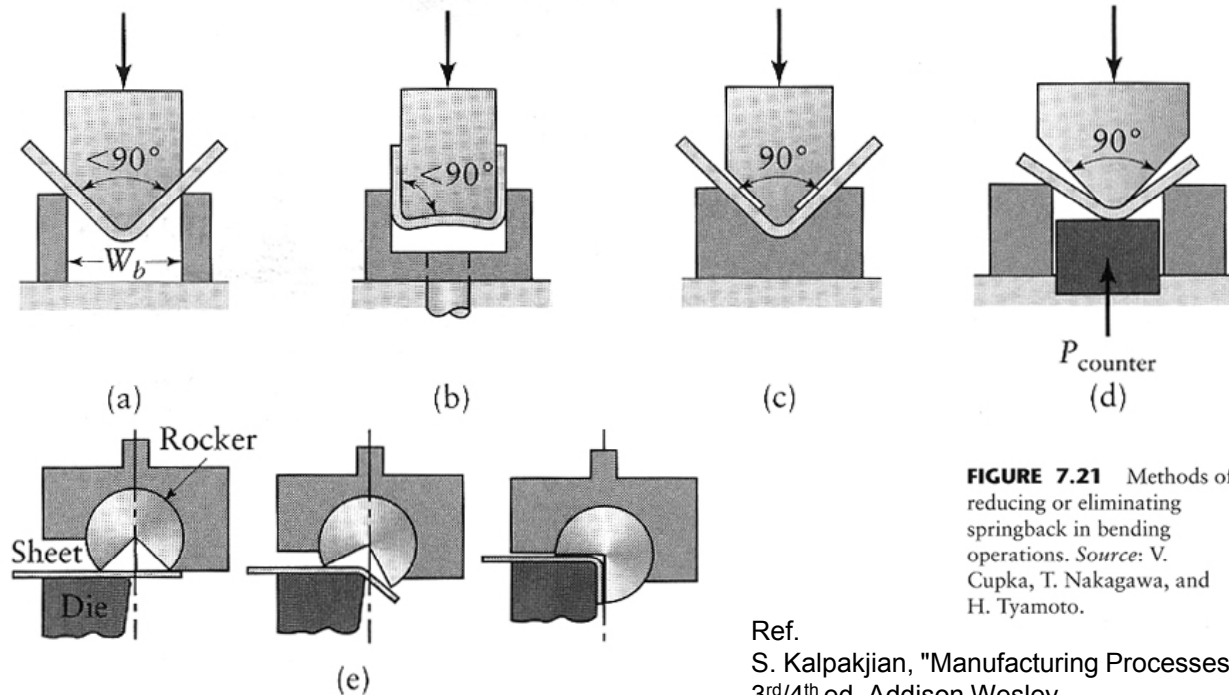 <90°
W_b
(a)
<90°
(b)
90°
(c)
90°
P_counter
(d)
Rocker
Sheet
Die
(e)
FIGURE 7.21 Methods of
reducing or eliminating
springback in bending
operations. Source: V.
Cupka, T. Nakagawa, and
H. Tyamoto.
Ref.
S. Kalpakjian, "Manufacturing Processes
3rd/4th ed. Addison Wesley